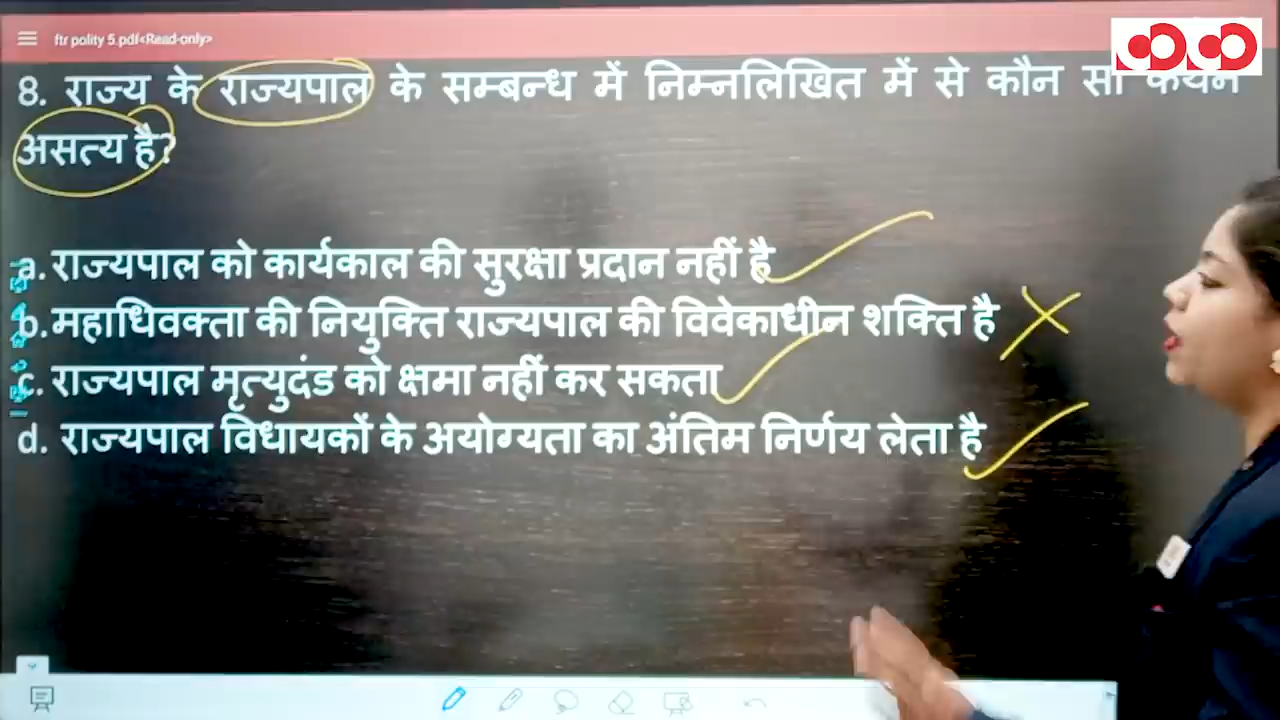 ftr polity 5.pdf<Read-only>
8. राज्य के राज्यपाल के सम्बन्ध में निम्नलिखित में से कौन सा कथन
असत्य है?
a. राज्यपाल को कार्यकाल की सुरक्षा प्रदान नहीं है
b. महाधिवक्ता की नियुक्ति राज्यपाल की विवेकाधीन शक्ति है
c. राज्यपाल मृत्युदंड को क्षमा नहीं कर सकता
d. राज्यपाल विधायकों के अयोग्यता का अंतिम निर्णय लेता है